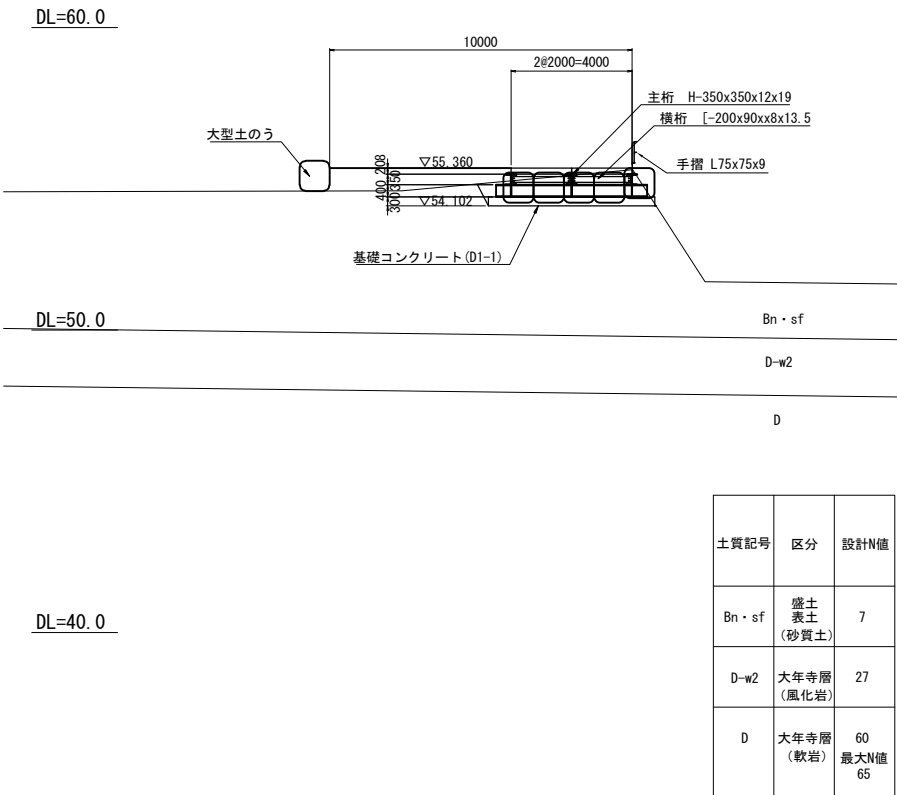 DL=60.0
10000
2@2000=4000
主桁 H-350x350x12x19
横桁 [-200x90xx8x13.5
大型土のう
手摺 L75x75x9
▽55.360
208
350
400
300
▽54.102
基礎コンクリート(D1-1)
DL=50.0
Bn・sf
D-w2
D
土質記号 区分 設計N値
Bn・sf 盛土 表土 (砂質土) 7
D-w2 大年寺層 (風化岩) 27
D 大年寺層 (軟岩) 60 最大N値 65
DL=40.0